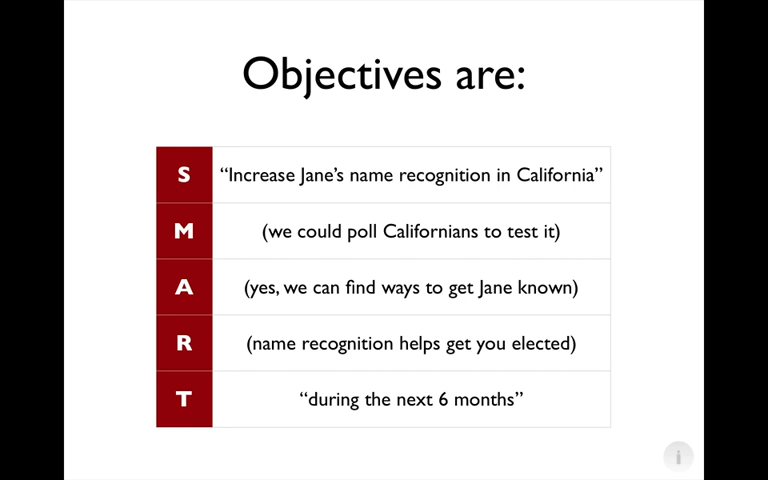 Objectives are:
S “Increase Jane’s name recognition in California”
M (we could poll Californians to test it)
A (yes, we can find ways to get Jane known)
R (name recognition helps get you elected)
T “during the next 6 months”
i